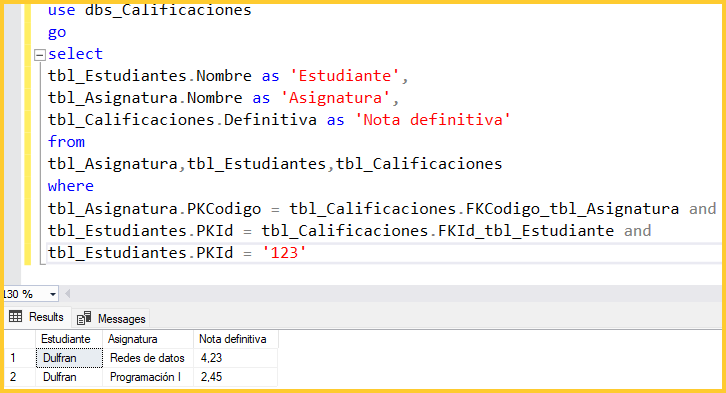 use dbs_Calificaciones
go
select
tbl_Estudiantes.Nombre as 'Estudiante',
tbl_Asignatura.Nombre as 'Asignatura',
tbl_Calificaciones.Definitiva as 'Nota definitiva'
from
tbl_Asignatura,tbl_Estudiantes,tbl_Calificaciones
where
tbl_Asignatura.PKCodigo = tbl_Calificaciones.FKCodigo_tbl_Asignatura and
tbl_Estudiantes.PKId = tbl_Calificaciones.FKId_tbl_Estudiante and
tbl_Estudiantes.PKId = '123'
130 %
Results Messages
Estudiante Asignatura Nota definitiva
1 Dulfran Redes de datos 4,23
2 Dulfran Programación I 2,45